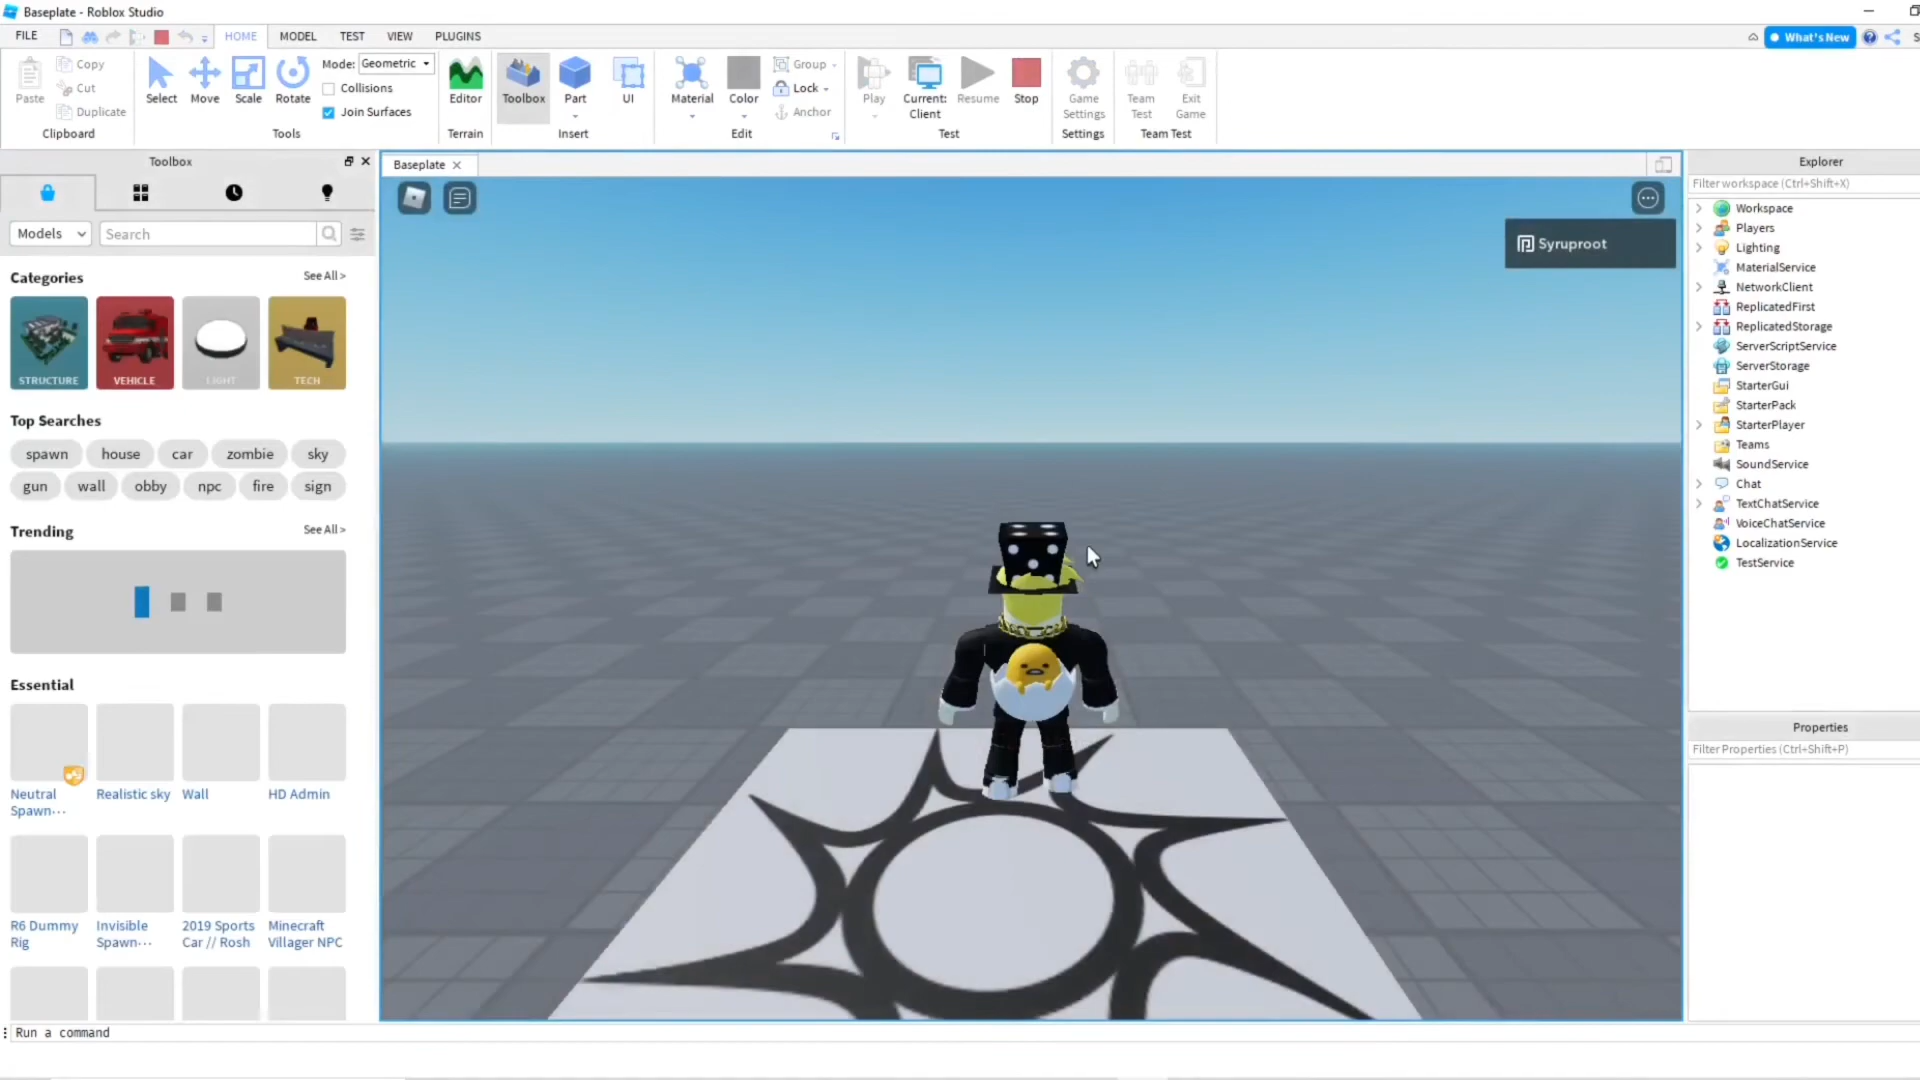 Baseplate - Roblox Studio
FILE HOME MODEL TEST VIEW PLUGINS What's New
Paste Copy Cut Duplicate
Clipboard
Select Move Scale Rotate
Mode: Geometric
Collisions
Join Surfaces
Tools
Editor
Terrain
Toolbox Part UI
Insert
Material Color Group Lock Anchor
Edit
Play Current: Client Resume Stop
Test
Game Settings
Settings
Team Test Exit Game
Team Test
Toolbox
Models Search
Categories See All >
STRUCTURE VEHICLE LIGHT TECH
Top Searches
spawn house car zombie sky
gun wall obby npc fire sign
Trending See All >
Essential
Neutral Spawn··· Realistic sky Wall HD Admin
R6 Dummy Rig Invisible Spawn··· 2019 Sports Car // Rosh Minecraft Villager NPC
Run a command
Baseplate
Syruproot
Explorer
Filter workspace (Ctrl+Shift+X)
Workspace
Players
Lighting
MaterialService
NetworkClient
ReplicatedFirst
ReplicatedStorage
ServerScriptService
ServerStorage
StarterGui
StarterPack
StarterPlayer
Teams
SoundService
Chat
TextChatService
VoiceChatService
LocalizationService
TestService
Properties
Filter Properties (Ctrl+Shift+P)